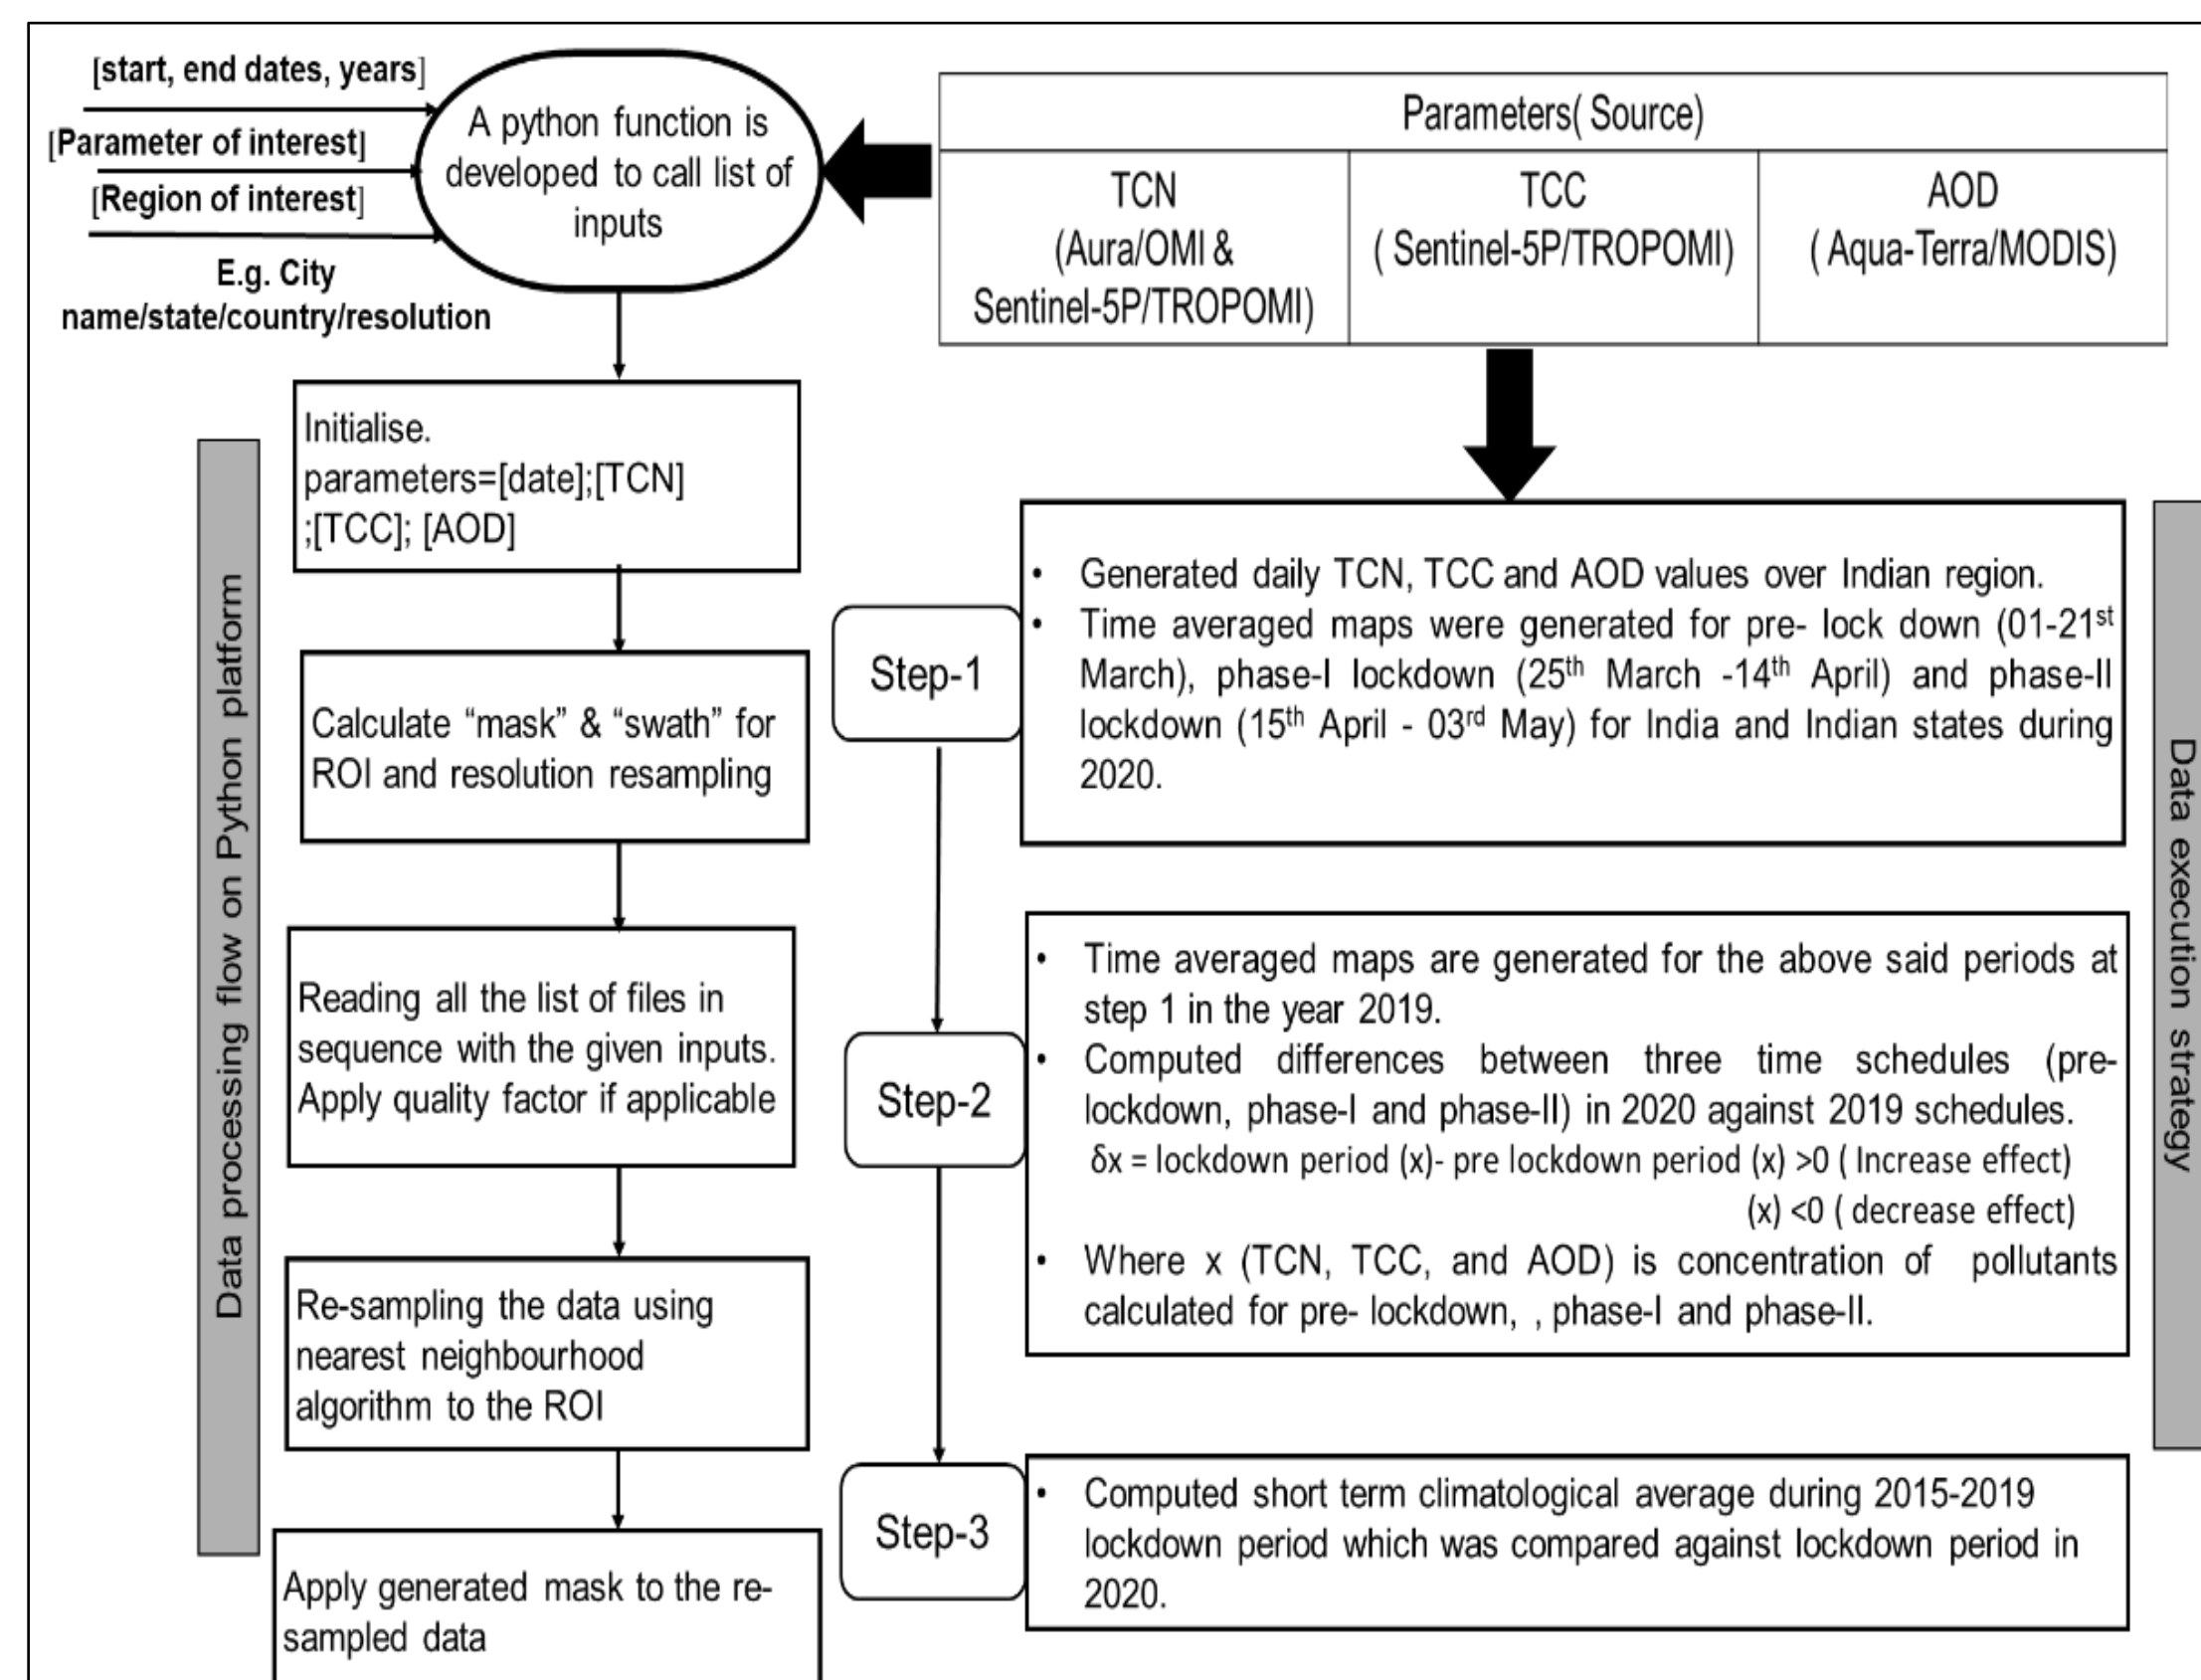 [start, end dates, years]
[Parameter of interest]
[Region of interest]
E.g. City
name/state/country/resolution
A python function is
developed to call list of
inputs
Parameters( Source)
TCN
(Aura/OMI &
Sentinel-5P/TROPOMI)
TCC
( Sentinel-5P/TROPOMI)
AOD
( Aqua-Terra/MODIS)
Data processing flow on Python platform
Initialise.
parameters=[date];[TCN]
;[TCC]; [AOD]
Calculate “mask” & “swath” for
ROI and resolution resampling
Reading all the list of files in
sequence with the given inputs.
Apply quality factor if applicable
Re-sampling the data using
nearest neighbourhood
algorithm to the ROI
Apply generated mask to the re-
sampled data
Step-1
• Generated daily TCN, TCC and AOD values over Indian region.
• Time averaged maps were generated for pre- lock down (01-21st
March), phase-I lockdown (25th March -14th April) and phase-II
lockdown (15th April - 03rd May) for India and Indian states during
2020.
Step-2
• Time averaged maps are generated for the above said periods at
step 1 in the year 2019.
• Computed differences between three time schedules (pre-
lockdown, phase-I and phase-II) in 2020 against 2019 schedules.
δx = lockdown period (x)- pre lockdown period (x) >0 ( Increase effect)
(x) <0 ( decrease effect)
• Where x (TCN, TCC, and AOD) is concentration of pollutants
calculated for pre- lockdown, , phase-I and phase-II.
Step-3
• Computed short term climatological average during 2015-2019
lockdown period which was compared against lockdown period in
2020.
Data execution strategy